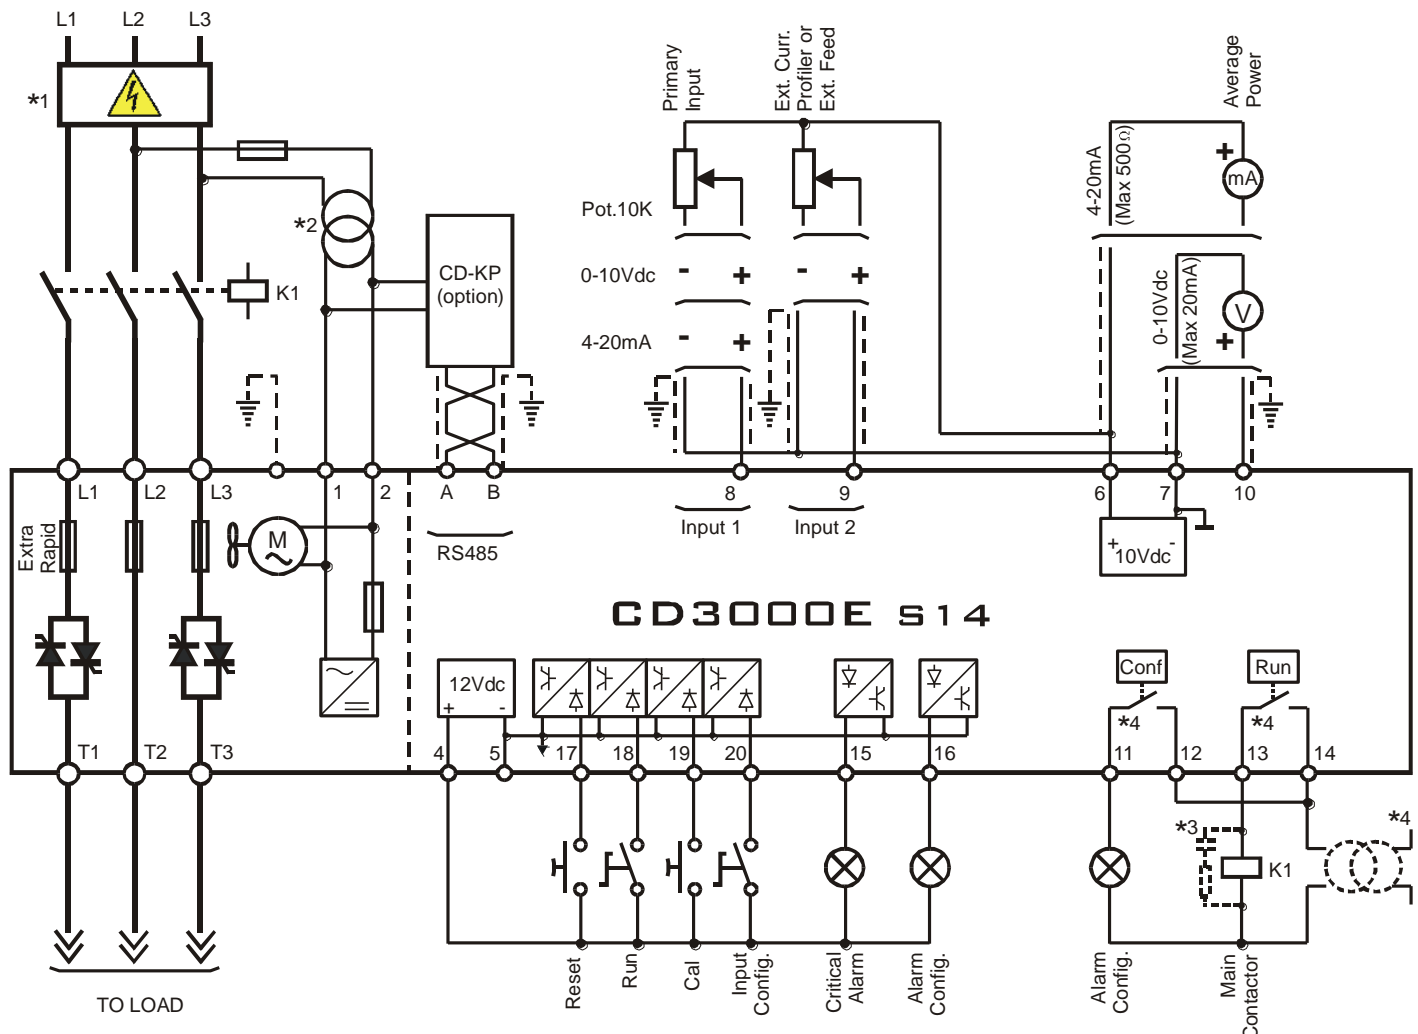 L1 L2 L3
*1
*2
K1
CD-KP
(option)
Primary
Input
Ext. Curr.
Profiler or
Ext. Feed
Average
Power
4-20mA
(Max 500Ω)
mA
Pot.10K
0-10Vdc - + - +
4-20mA - +
0-10Vdc
(Max 20mA)
V
+
+
L1 L2 L3 1 2 A B 8 9 6 7 10
RS485
Input 1 Input 2
+ -
10Vdc
Extra
Rapid
M
CD3000E S14
12Vdc
+ -
Conf Run
*4 *4
T1 T2 T3 4 5 17 18 19 20 15 16 11 12 13 14
*3
K1
*4
Reset
Run
Cal
Input
Config.
Critical
Alarm
Alarm
Config.
Alarm
Config.
Main
Contactor
TO LOAD